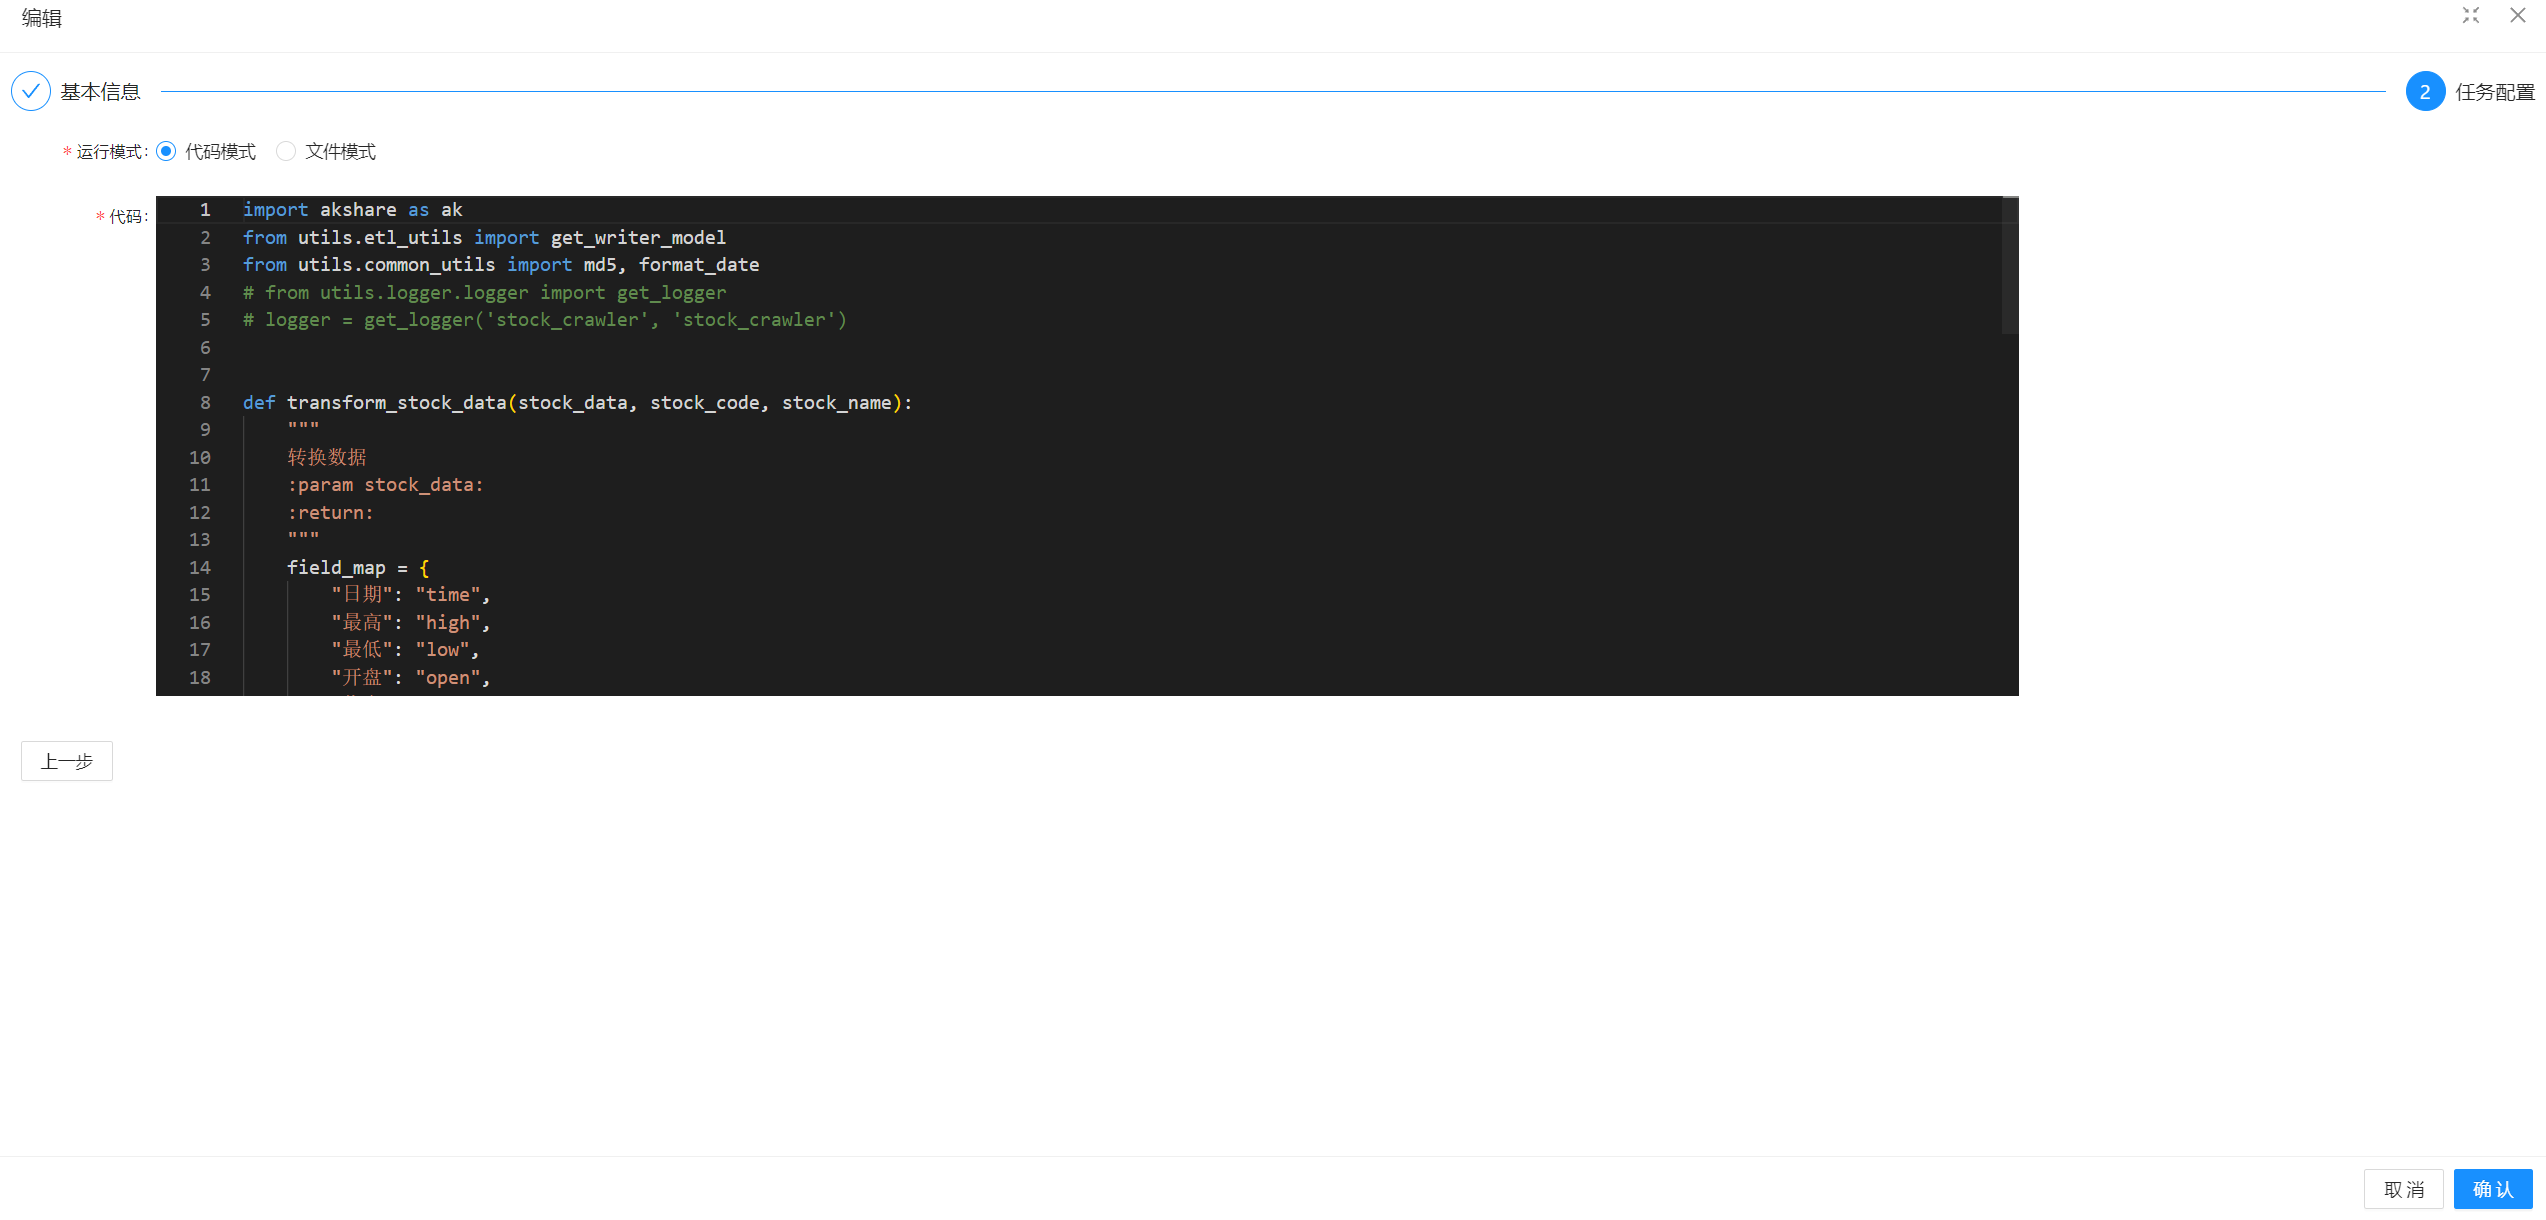 编辑
基本信息
2 任务配置
* 运行模式: 代码模式 文件模式
* 代码:
1 import akshare as ak
2 from utils.etl_utils import get_writer_model
3 from utils.common_utils import md5, format_date
4 # from utils.logger.logger import get_logger
5 # logger = get_logger('stock_crawler', 'stock_crawler')
6
7
8 def transform_stock_data(stock_data, stock_code, stock_name):
9 """
10 转换数据
11 :param stock_data:
12 :return:
13 """
14 field_map = {
15 "日期": "time",
16 "最高": "high",
17 "最低": "low",
18 "开盘": "open",
上一步
取 消 确 认